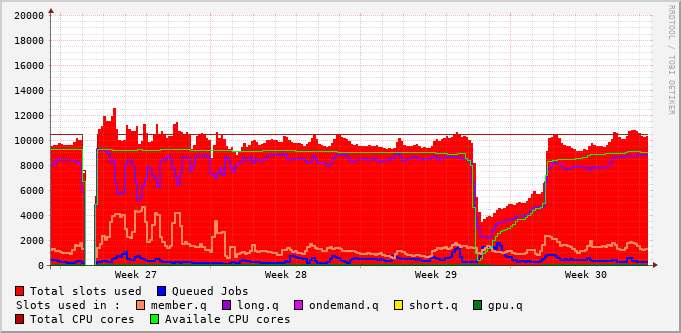 20000
18000
16000
14000
12000
10000
8000
6000
4000
2000
0
RRDTOOL / TOBI OETIKER
Week 27 Week 28 Week 29 Week 30
Total slots used Queued Jobs
Slots used in : member.q long.q ondemand.q short.q gpu.q
Total CPU cores Availale CPU cores